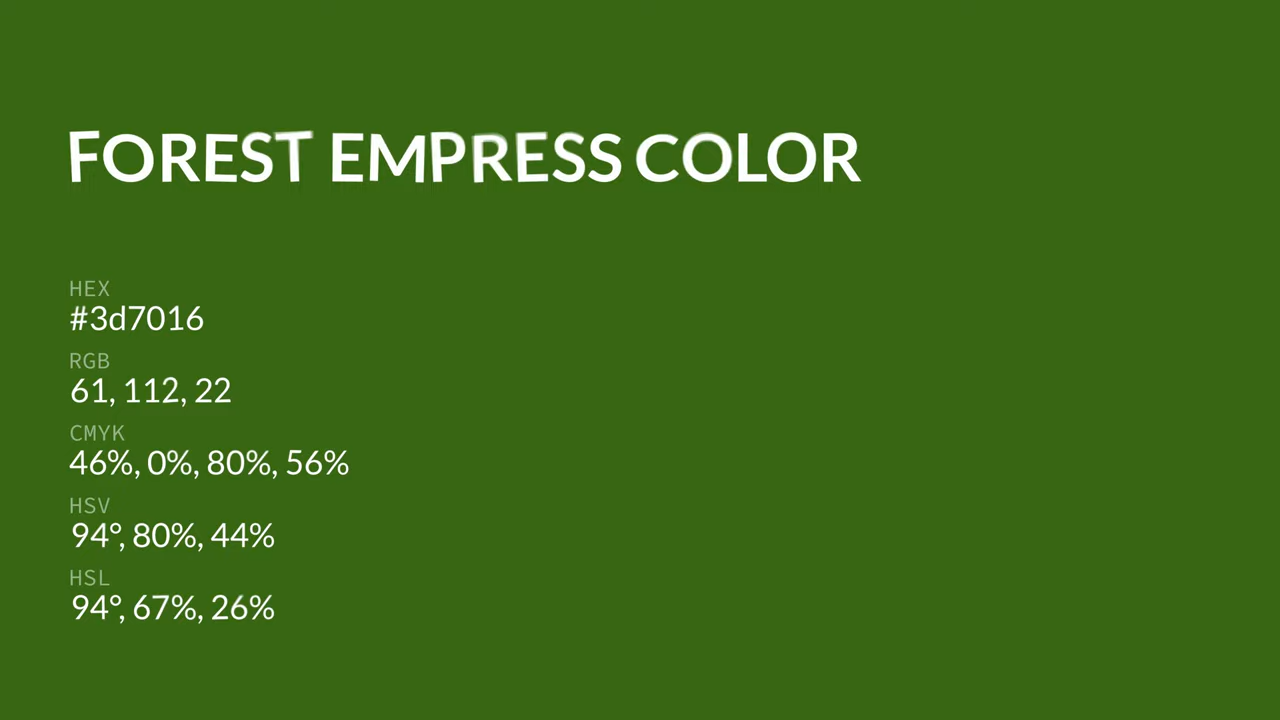 FOREST EMPRESS COLOR
HEX
#3d7016
RGB
61, 112, 22
CMYK
46%, 0%, 80%, 56%
HSV
94°, 80%, 44%
HSL
94°, 67%, 26%